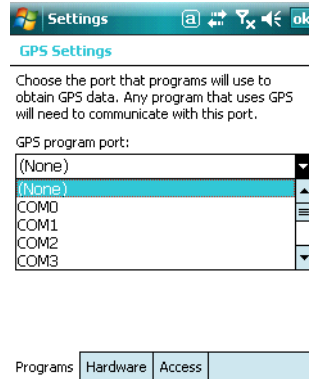 Settings
ok
GPS Settings
Choose the port that programs will use to
obtain GPS data. Any program that uses GPS
will need to communicate with this port.
GPS program port:
(None)
(None)
COM0
COM1
COM2
COM3
Programs Hardware Access